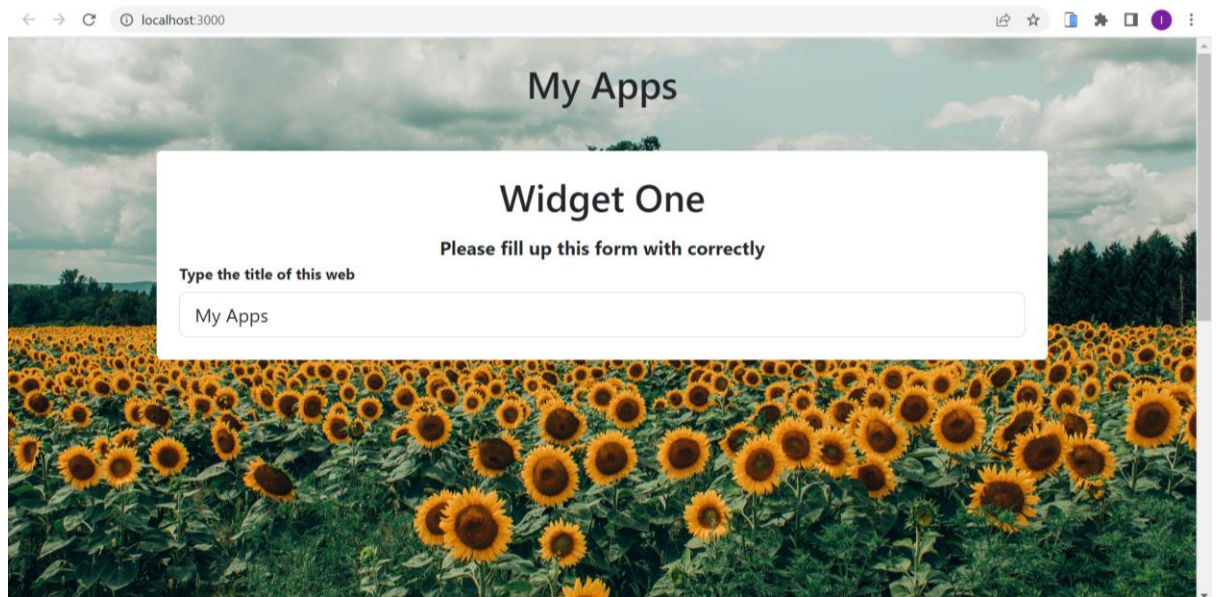 localhost:3000
I
My Apps
Widget One
Please fill up this form with correctly
Type the title of this web
My Apps